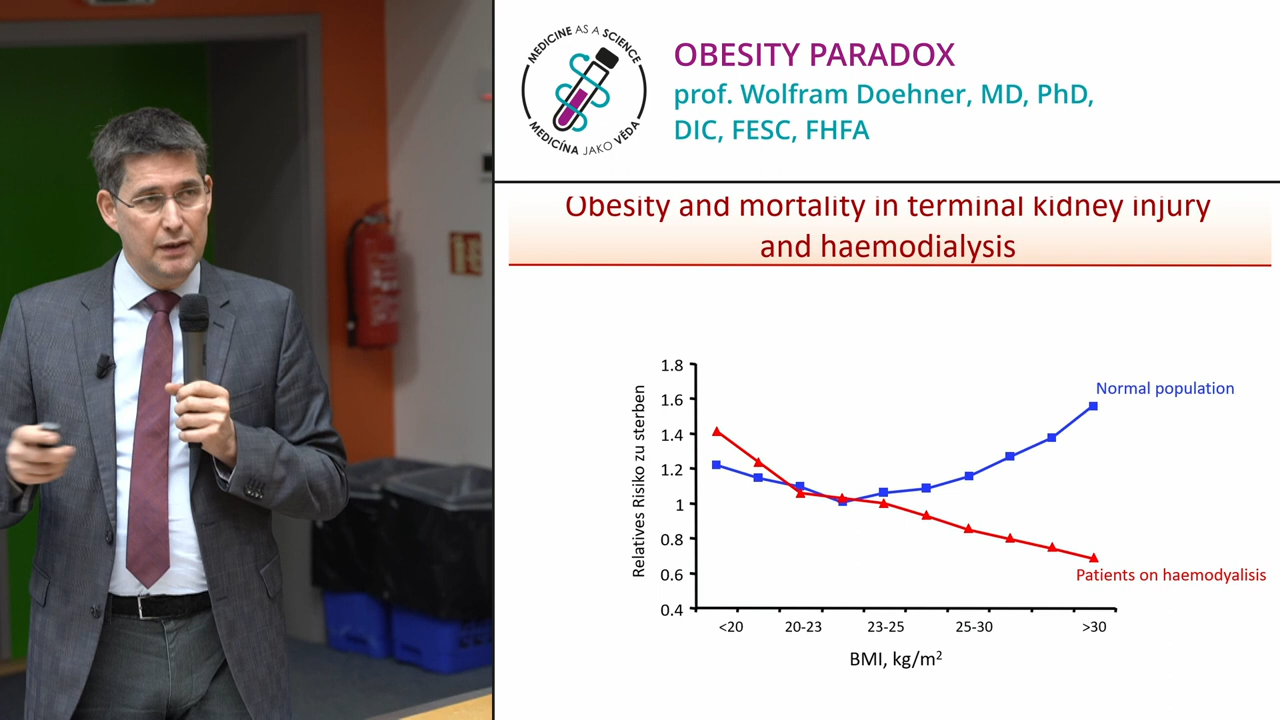 MEDICINE AS A SCIENCE
MEDICÍNA JAKO VĚDA
OBESITY PARADOX
prof. Wolfram Doehner, MD, PhD,
DIC, FESC, FHFA
Obesity and mortality in terminal kidney injury
and haemodialysis
1.8
1.6
1.4
1.2
1
0.8
0.6
0.4
Relatives Risiko zu sterben
Normal population
Patients on haemodyalisis
<20
20-23
23-25
25-30
>30
BMI, kg/m²